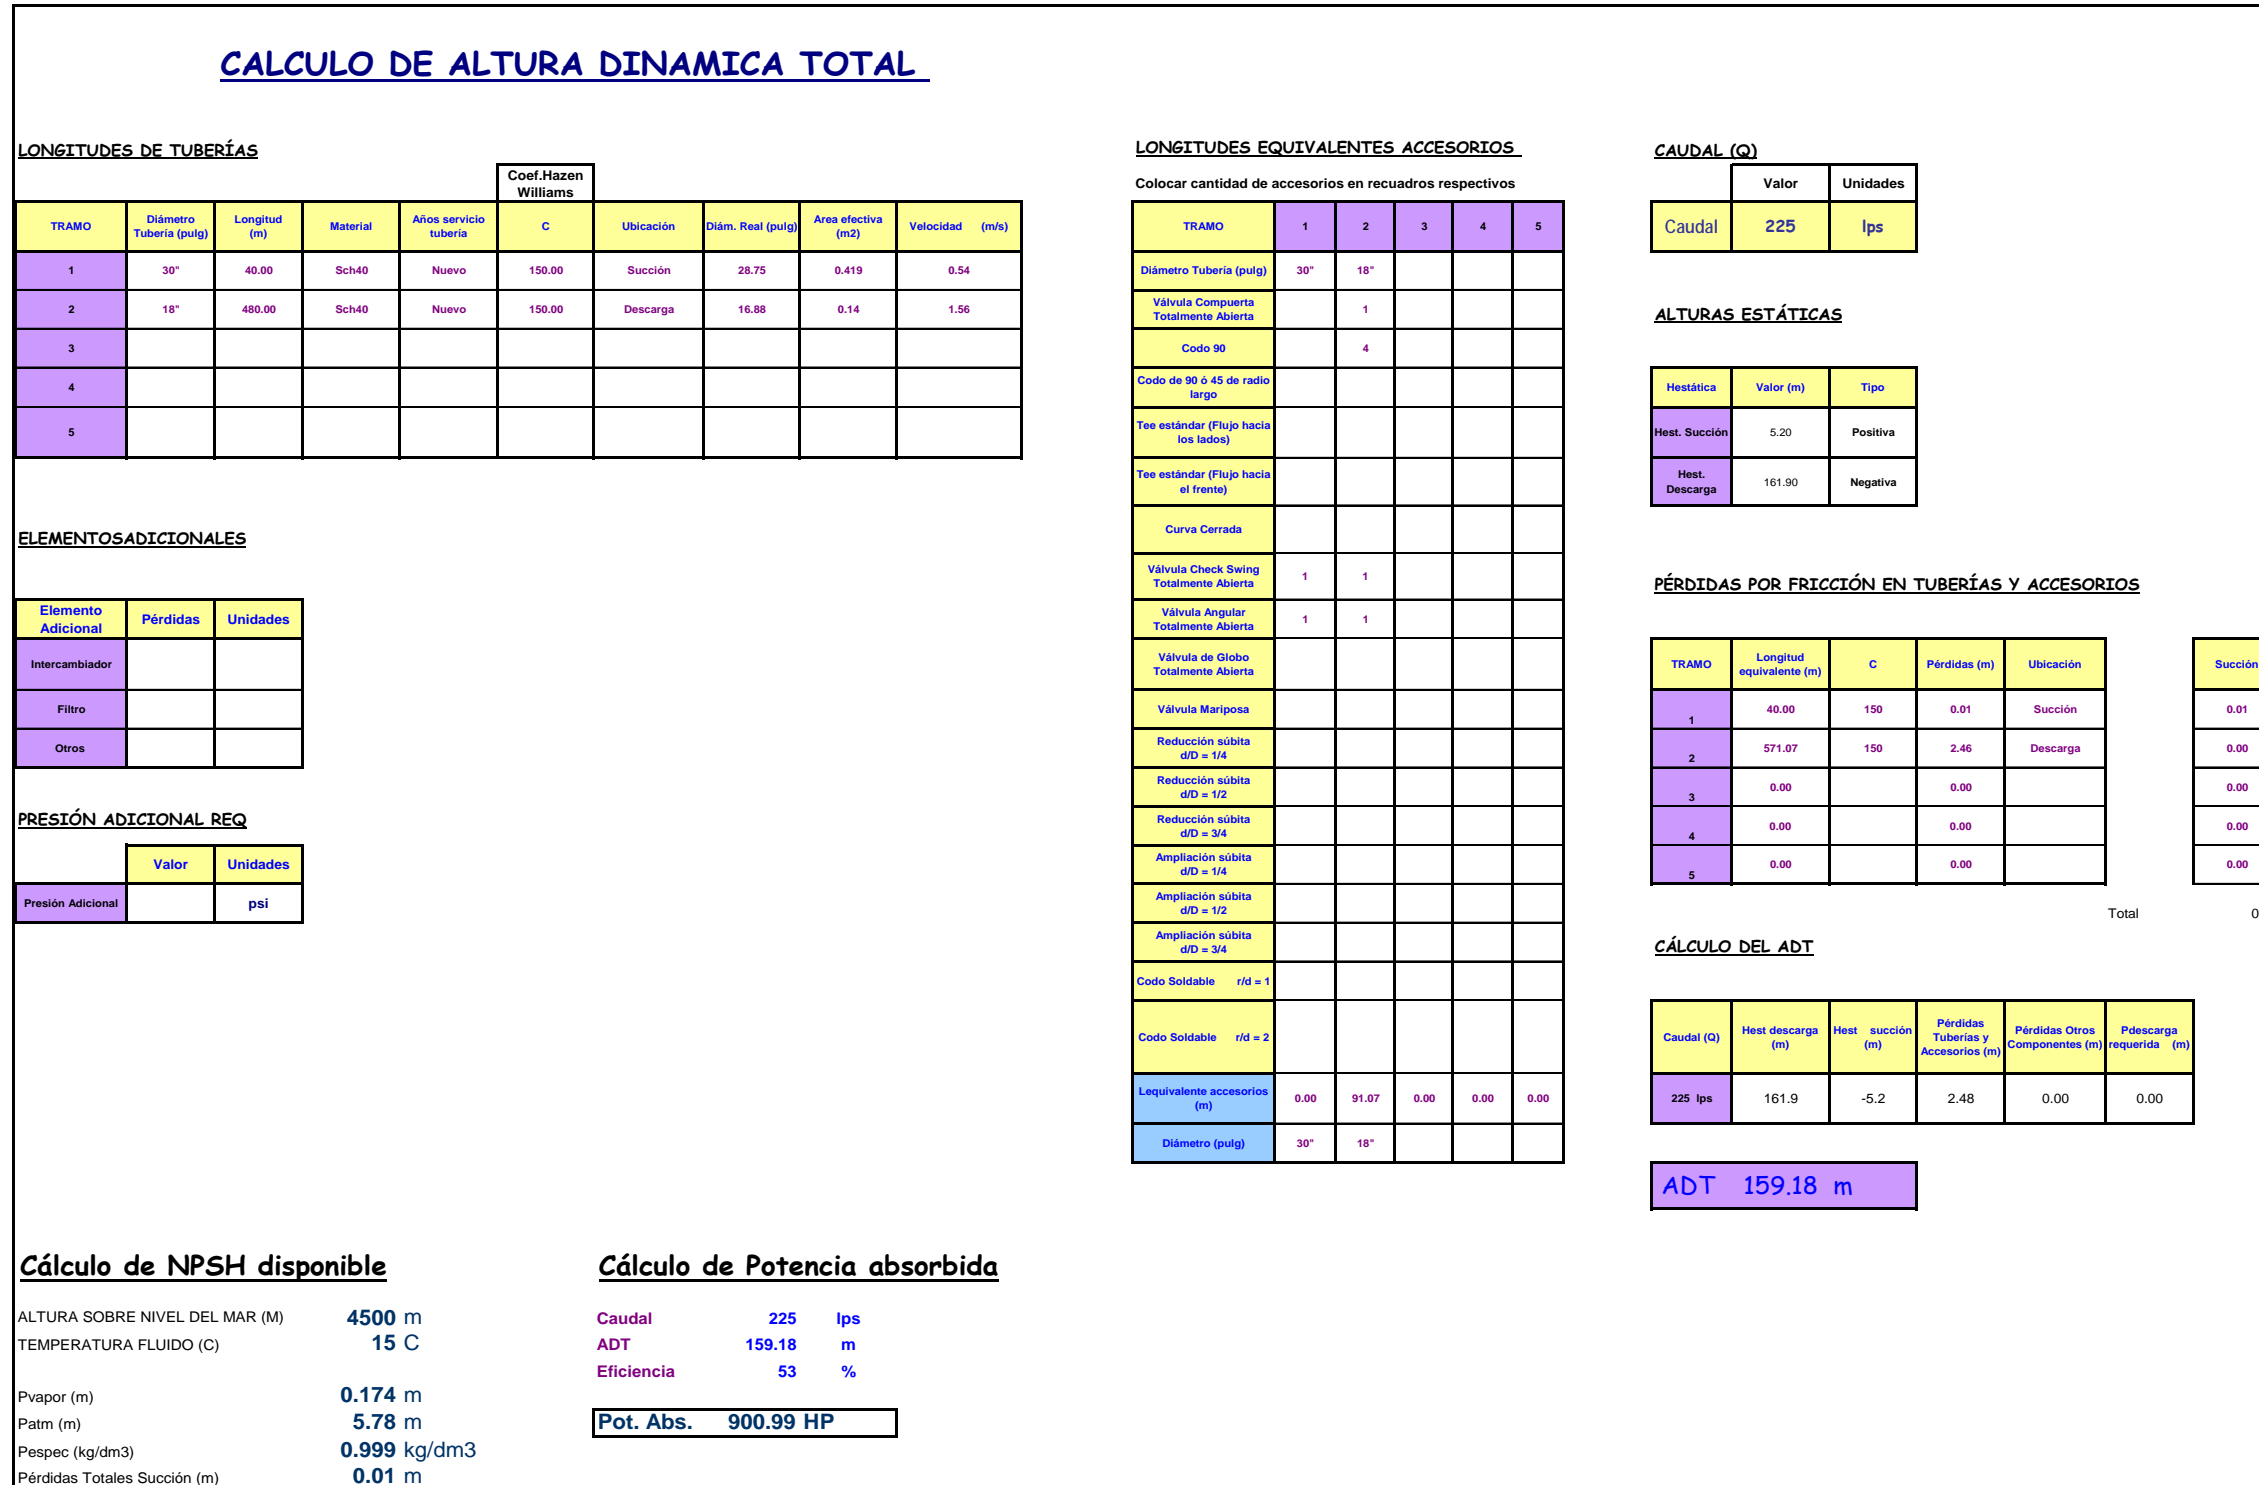 CALCULO DE ALTURA DINAMICA TOTAL
LONGITUDES DE TUBERÍAS
Coef.Hazen
Williams
TRAMO Diámetro Tubería (pulg) Longitud (m) Material Años servicio tubería C Ubicación Diám. Real (pulg) Area efectiva (m2) Velocidad (m/s)
1 30" 40.00 Sch40 Nuevo 150.00 Succión 28.75 0.419 0.54
2 18" 480.00 Sch40 Nuevo 150.00 Descarga 16.88 0.14 1.56
3
4
5
ELEMENTOSADICIONALES
Elemento Adicional Pérdidas Unidades
Intercambiador
Filtro
Otros
PRESIÓN ADICIONAL REQ
Valor Unidades
Presión Adicional psi
LONGITUDES EQUIVALENTES ACCESORIOS
Colocar cantidad de accesorios en recuadros respectivos
TRAMO 1 2 3 4 5
Diámetro Tubería (pulg) 30" 18"
Válvula Compuerta Totalmente Abierta 1
Codo 90 4
Codo de 90 ó 45 de radio largo
Tee estándar (Flujo hacia los lados)
Tee estándar (Flujo hacia el frente)
Curva Cerrada
Válvula Check Swing Totalmente Abierta 1 1
Válvula Angular Totalmente Abierta 1 1
Válvula de Globo Totalmente Abierta
Válvula Mariposa
Reducción súbita d/D = 1/4
Reducción súbita d/D = 1/2
Reducción súbita d/D = 3/4
Ampliación súbita d/D = 1/4
Ampliación súbita d/D = 1/2
Ampliación súbita d/D = 3/4
Codo Soldable r/d = 1
Codo Soldable r/d = 2
Lequivalente accesorios (m) 0.00 91.07 0.00 0.00 0.00
Diámetro (pulg) 30" 18"
CAUDAL (Q)
Valor Unidades
Caudal 225 lps
ALTURAS ESTÁTICAS
Hestática Valor (m) Tipo
Hest. Succión 5.20 Positiva
Hest. Descarga 161.90 Negativa
PÉRDIDAS POR FRICCIÓN EN TUBERÍAS Y ACCESORIOS
TRAMO Longitud equivalente (m) C Pérdidas (m) Ubicación Succión
1 40.00 150 0.01 Succión 0.01
2 571.07 150 2.46 Descarga 0.00
3 0.00 0.00 0.00
4 0.00 0.00 0.00
5 0.00 0.00 0.00
Total 0
CÁLCULO DEL ADT
Caudal (Q) Hest descarga (m) Hest succión (m) Pérdidas Tuberías y Accesorios (m) Pérdidas Otros Componentes (m) Pdescarga requerida (m)
225 lps 161.9 -5.2 2.48 0.00 0.00
ADT 159.18 m
Cálculo de NPSH disponible
ALTURA SOBRE NIVEL DEL MAR (M) 4500 m
TEMPERATURA FLUIDO (C) 15 C
Pvapor (m) 0.174 m
Patm (m) 5.78 m
Pespec (kg/dm3) 0.999 kg/dm3
Pérdidas Totales Succión (m) 0.01 m
Cálculo de Potencia absorbida
Caudal 225 lps
ADT 159.18 m
Eficiencia 53 %
Pot. Abs. 900.99 HP